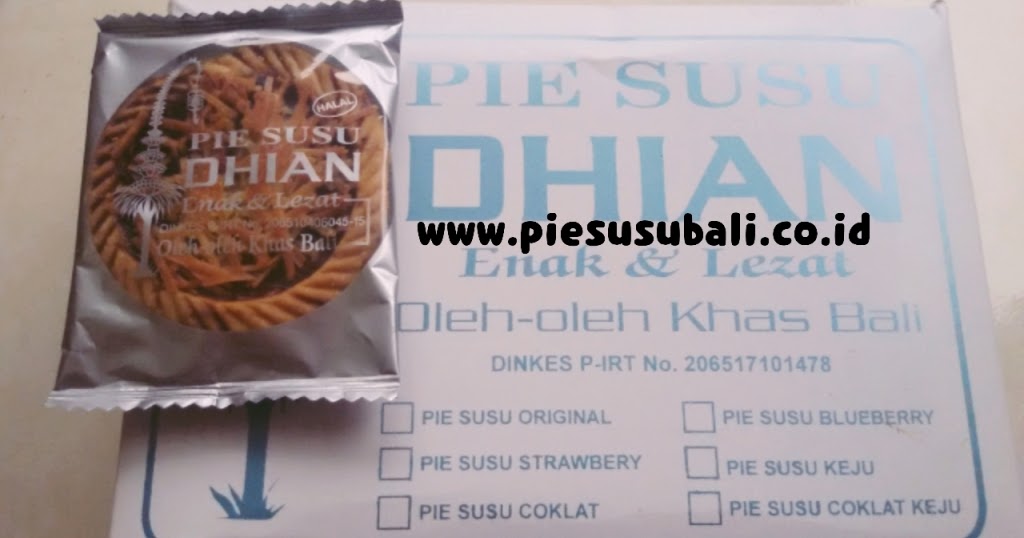 HALAL
PIE SUSU
DHIAN
Enak & Lezat
Oleh-oleh Khas Bali
PIE SUSU
DHIAN
www.piesusubali.co.id
Enak & Lezat
Oleh-oleh Khas Bali
DINKES P-IRT No. 206517101478
PIE SUSU ORIGINAL
PIE SUSU BLUEBERRY
PIE SUSU STRAWBERY
PIE SUSU KEJU
PIE SUSU COKLAT
PIE SUSU COKLAT KEJU